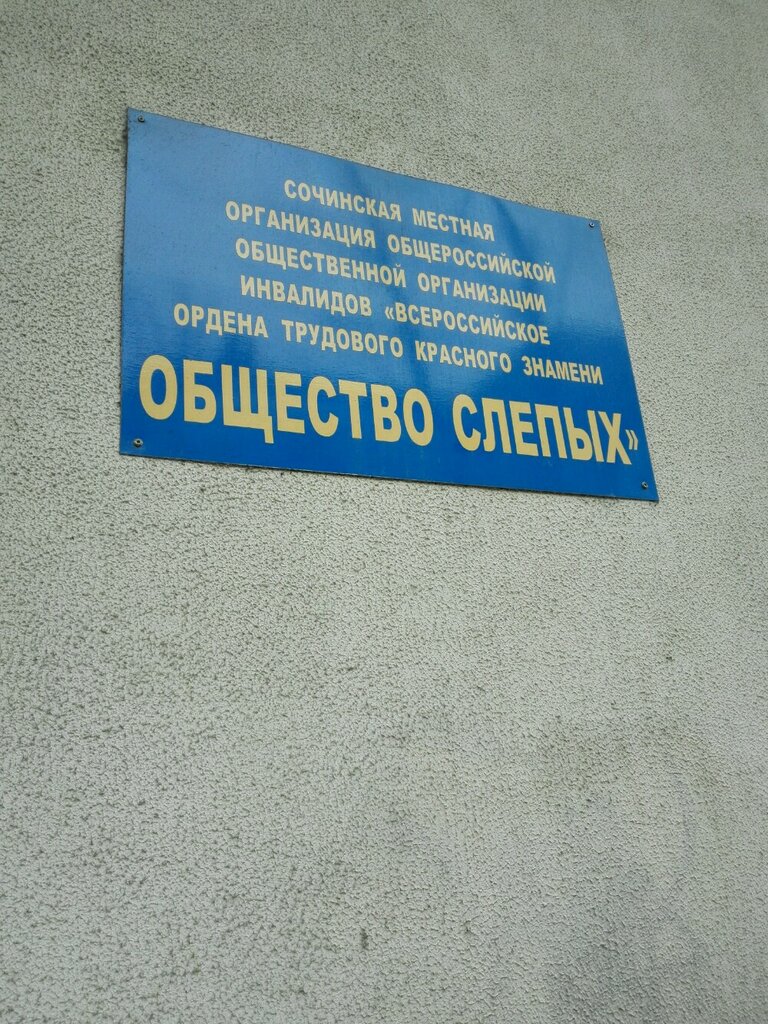 СОЧИНСКАЯ МЕСТНАЯ
ОРГАНИЗАЦИЯ ОБЩЕРОССИЙСКОЙ
ОБЩЕСТВЕННОЙ ОРГАНИЗАЦИИ
ИНВАЛИДОВ «ВСЕРОССИЙСКОЕ
ОРДЕНА ТРУДОВОГО КРАСНОГО ЗНАМЕНИ
ОБЩЕСТВО СЛЕПЫХ»